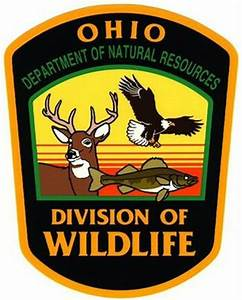 OHIO
DEPARTMENT OF NATURAL RESOURCES
DIVISION OF
WILDLIFE